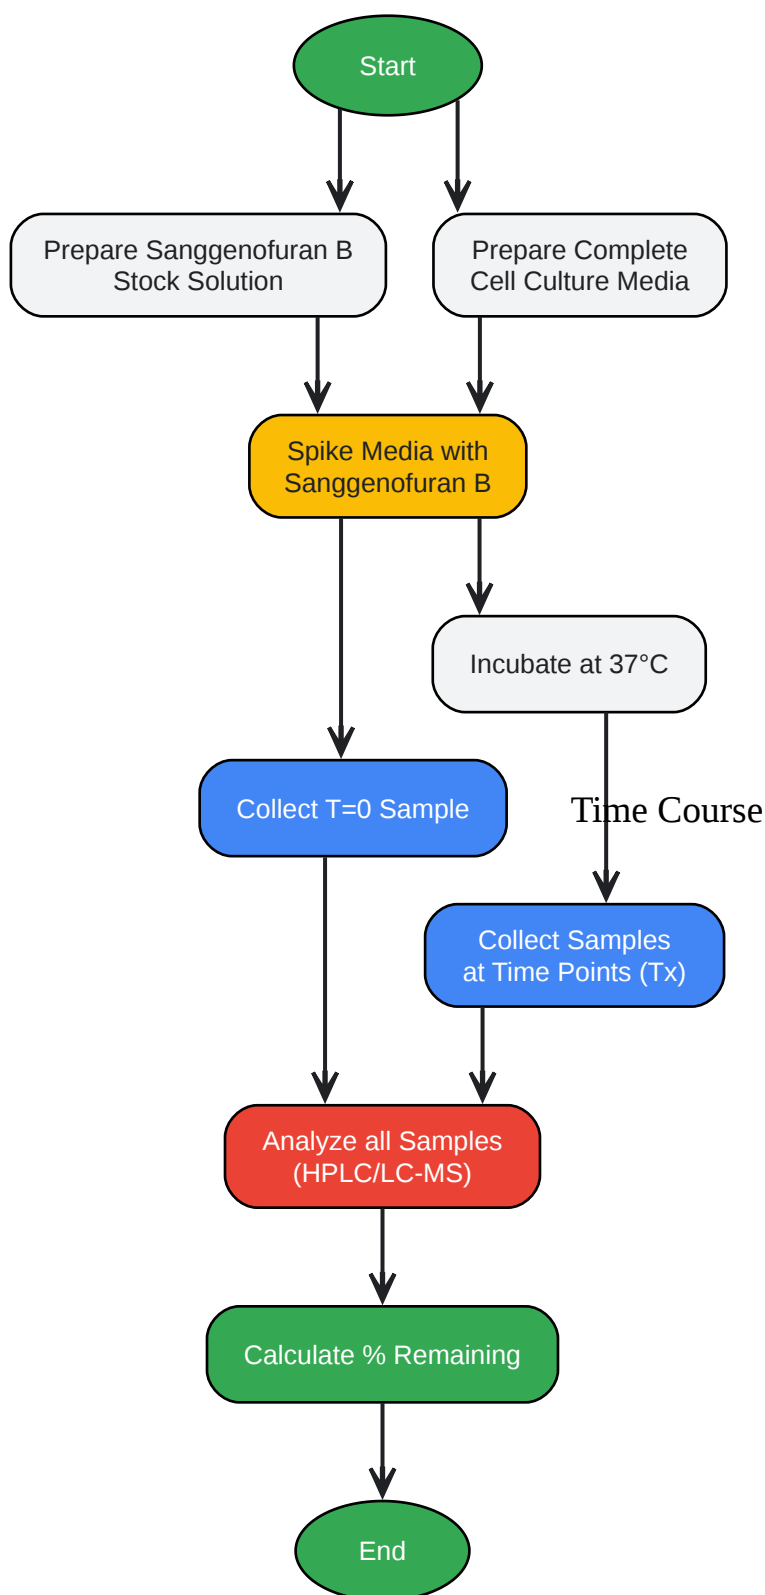 Start
Prepare Sanggenofuran B
Stock Solution
Prepare Complete
Cell Culture Media
Spike Media with
Sanggenofuran B
Incubate at 37°C
Collect T=0 Sample
Time Course
Collect Samples
at Time Points (Tx)
Analyze all Samples
(HPLC/LC-MS)
Calculate % Remaining
End